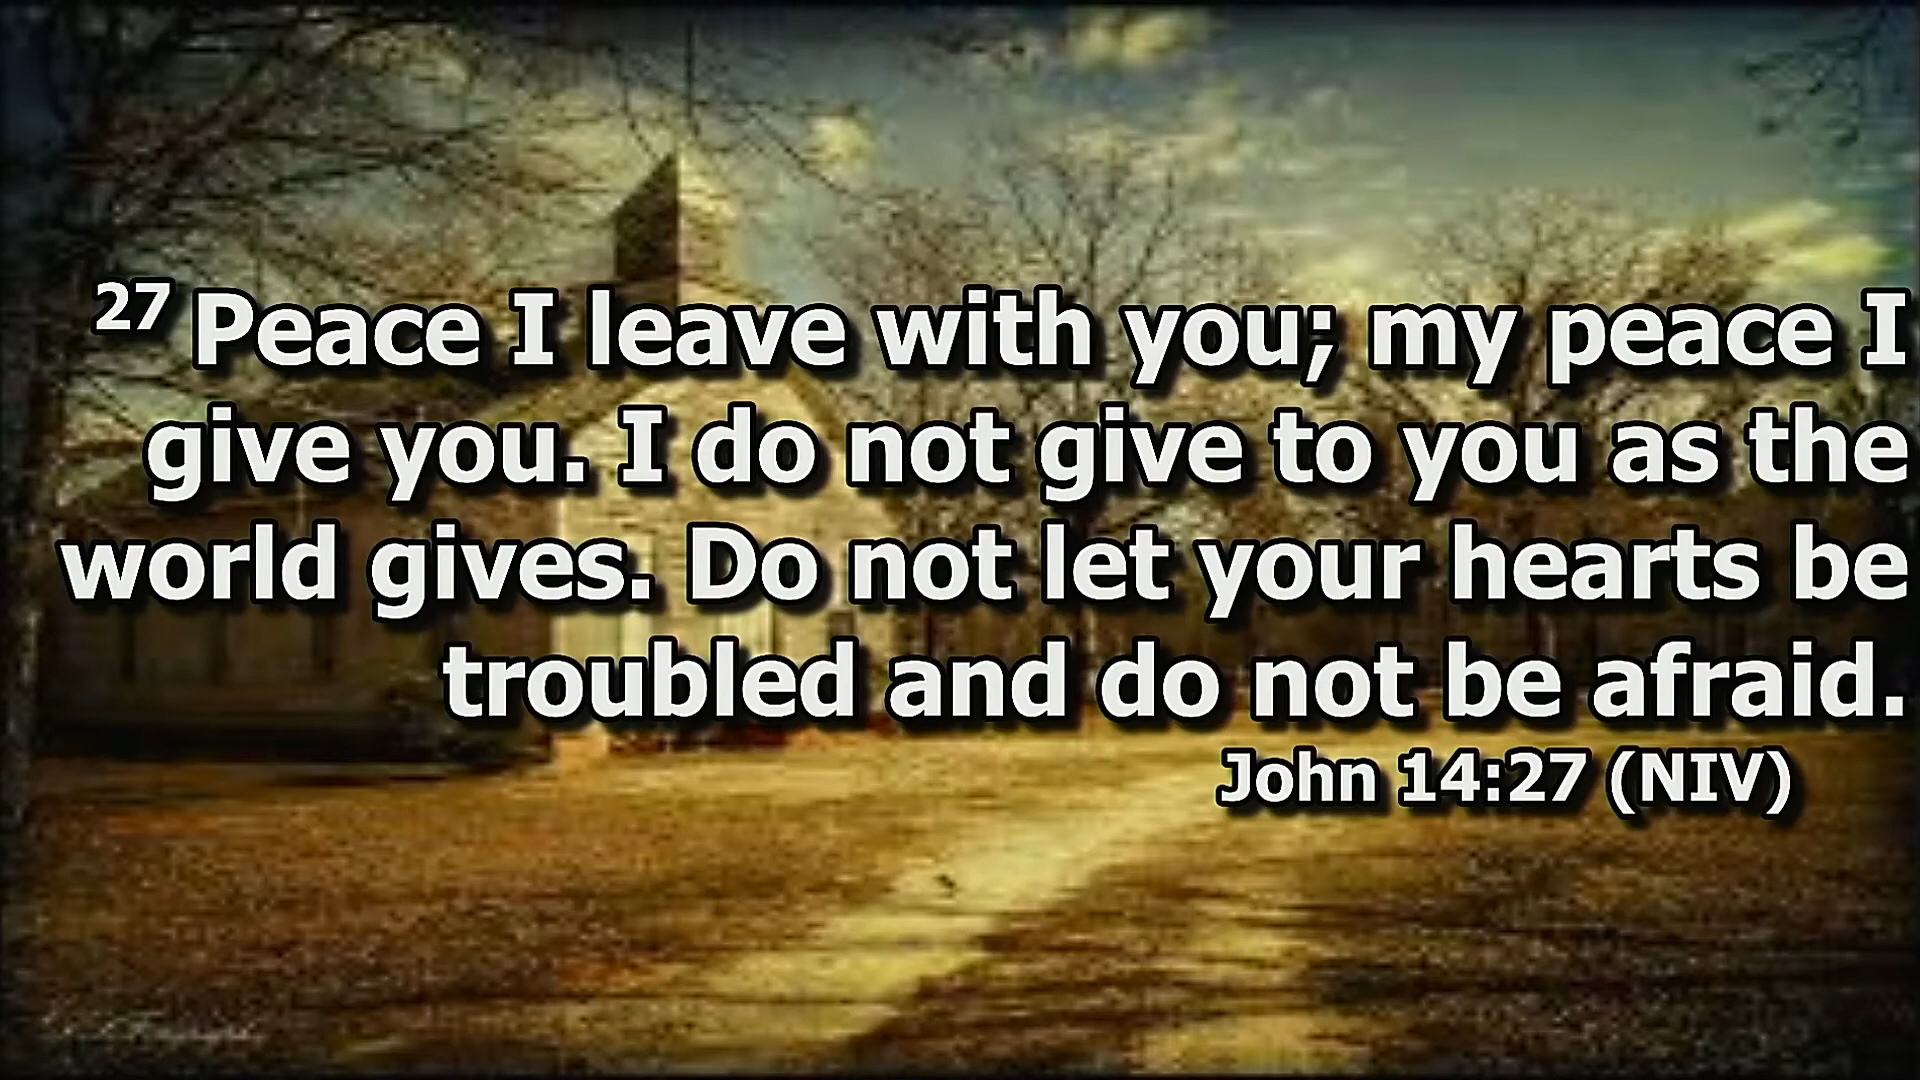 27 Peace I leave with you; my peace I
give you. I do not give to you as the
world gives. Do not let your hearts be
troubled and do not be afraid.
John 14:27 (NIV)